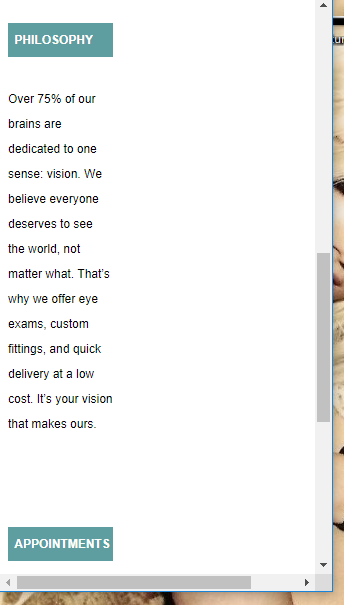 PHILOSOPHY
Over 75% of our
brains are
dedicated to one
sense: vision. We
believe everyone
deserves to see
the world, not
matter what. That's
why we offer eye
exams, custom
fittings, and quick
delivery at a low
cost. It's your vision
that makes ours.
APPOINTMENTS